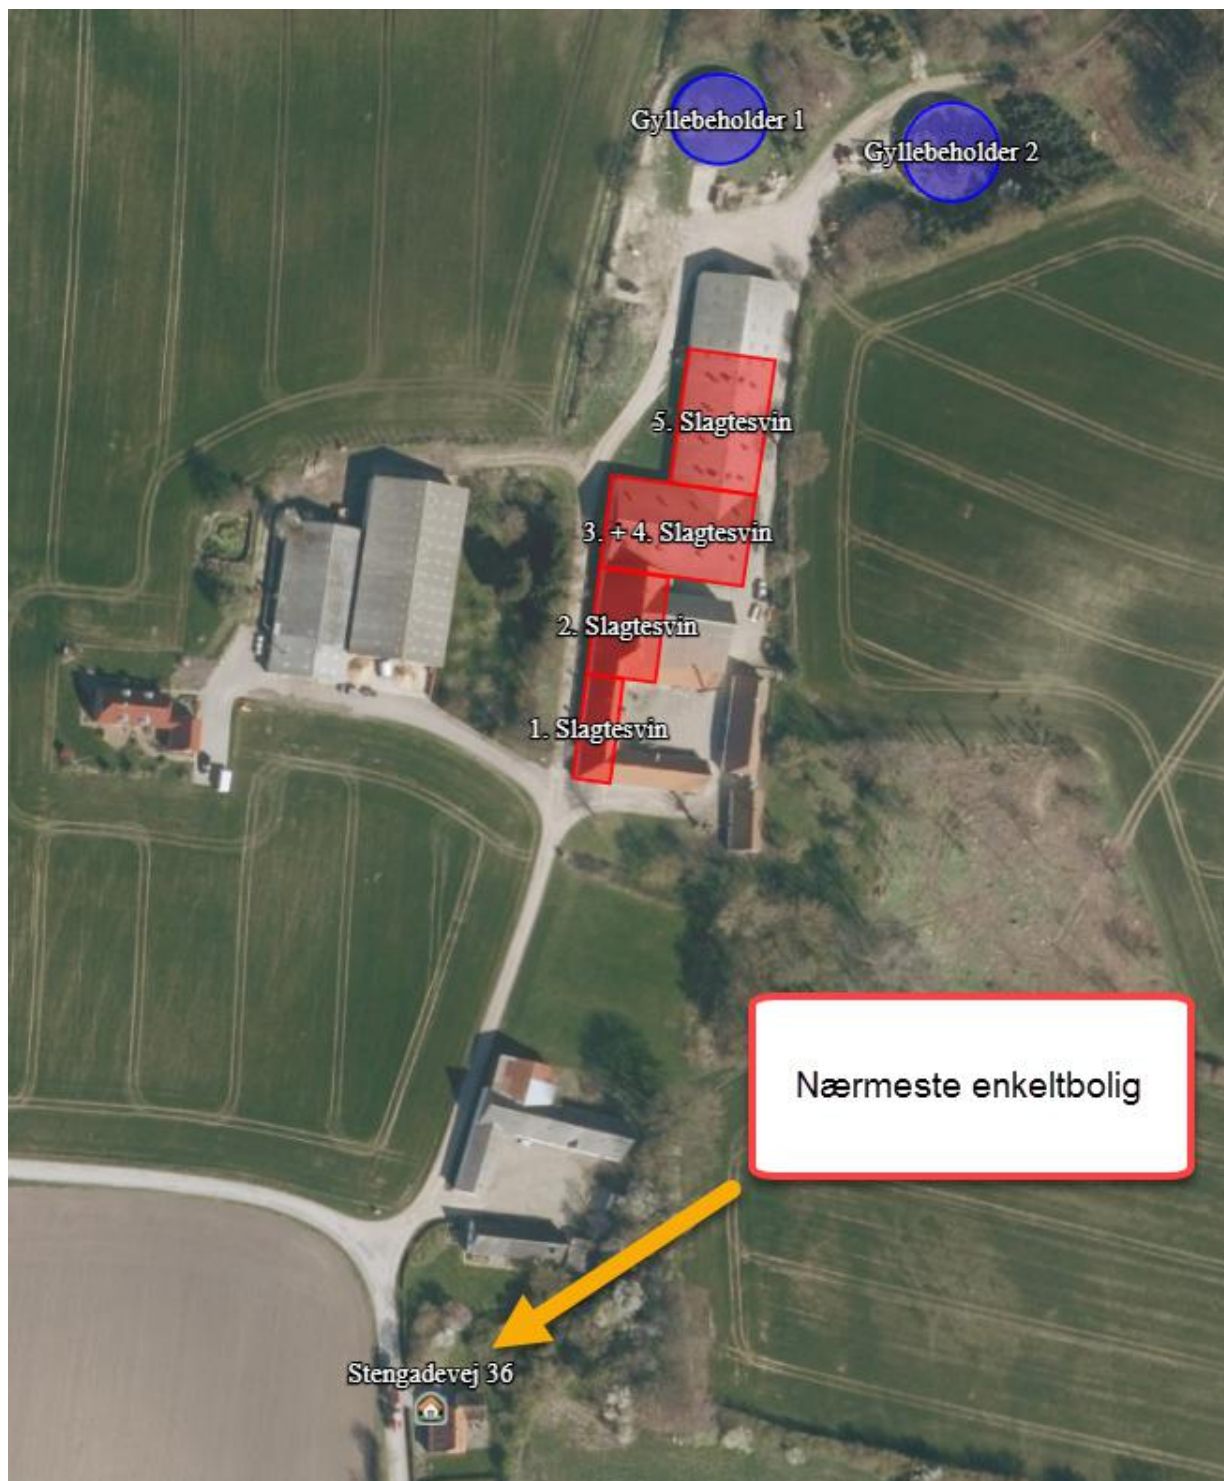 Gyllebeholder 1
Gyllebeholder 2
5. Slagtesvin
3. + 4. Slagtesvin
2. Slagtesvin
1. Slagtesvin
Nærmeste enkeltbolig
Stengadevej 36